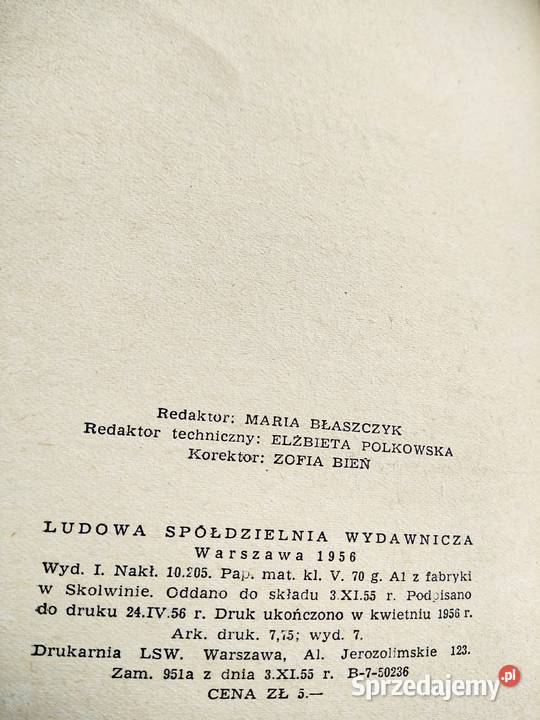 Redaktor: MARIA BŁASZCZYK
Redaktor techniczny: ELŻBIETA POLKOWSKA
Korektor: ZOFIA BIEŃ
LUDOWA SPÓŁDZIELNIA WYDAWNICZA
Warszawa 1956
Wyd. I. Nakł. 10.205. Pap. mat. kl. V. 70 g. A1 z fabryki
w Skolwinie. Oddano do składu 3.XI.55 r. Podpisano
do druku 24.IV.56 r. Druk ukończono w kwietniu 1956 r.
Ark. druk. 7,75; wyd. 7.
Drukarnia LSW. Warszawa, Al. Jerozolimskie 123.
Zam. 951a z dnia 3.XI.55 r. B-7-50236
CENA ZŁ 5.—
Sprzedajemy.pl